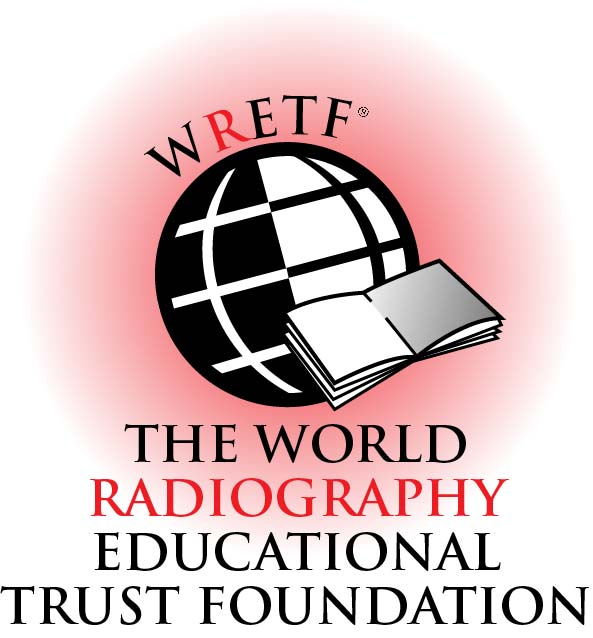 WRETF®
THE WORLD
RADIOGRAPHY
EDUCATIONAL
TRUST FOUNDATION